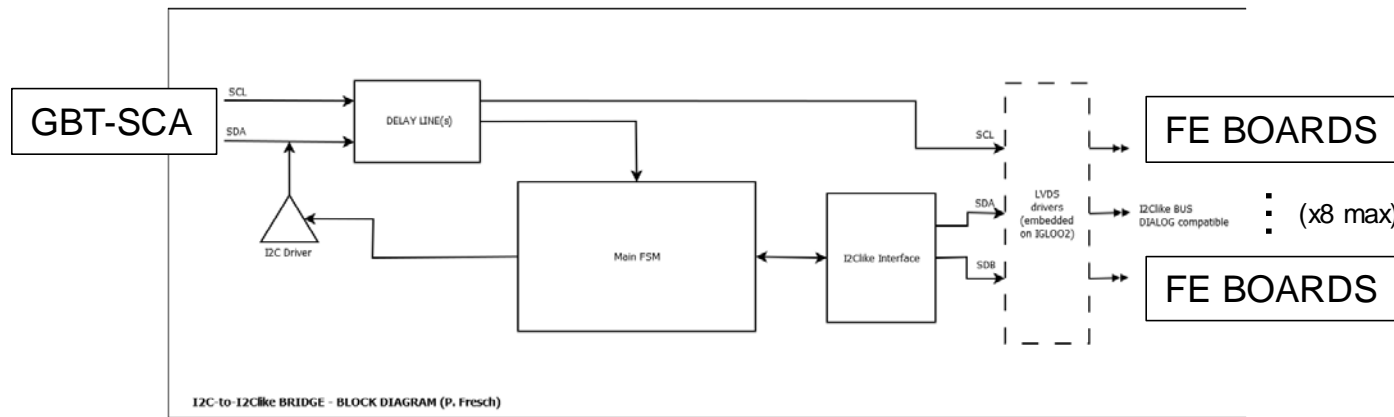 GBT-SCA
SCL
SDA
DELAY LINE(s)
I2C Driver
Main FSM
I2Clike Interface
SCL
SDA
SDB
LVDS
drivers
(embedded
on IGLOO2)
FE BOARDS
I2Clike BUS
DIALOG compatible
(x8 max)
FE BOARDS
I2C-to-I2Clike BRIDGE - BLOCK DIAGRAM (P. Fresch)